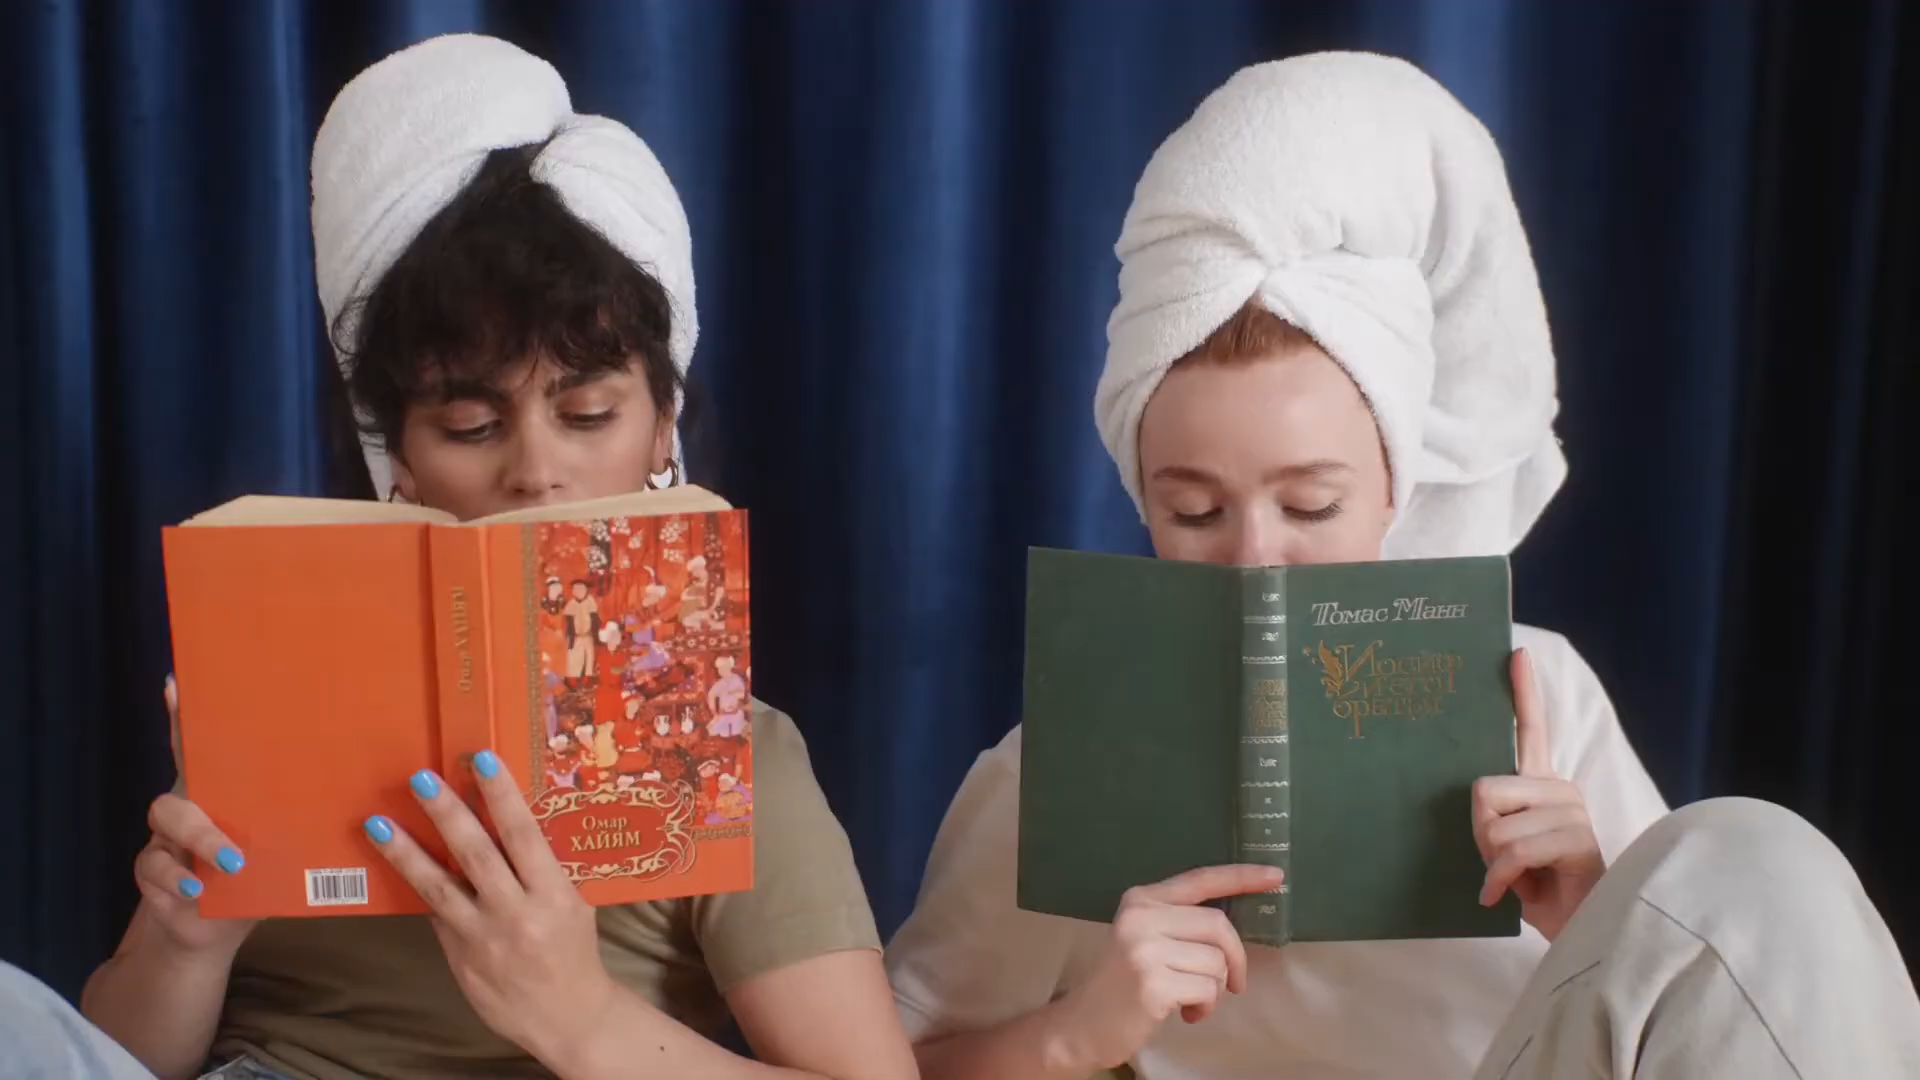 Омар ХАЙЯМ
Омар
ХАЙЯМ
Томас Манн
Иосиф
и его
братья